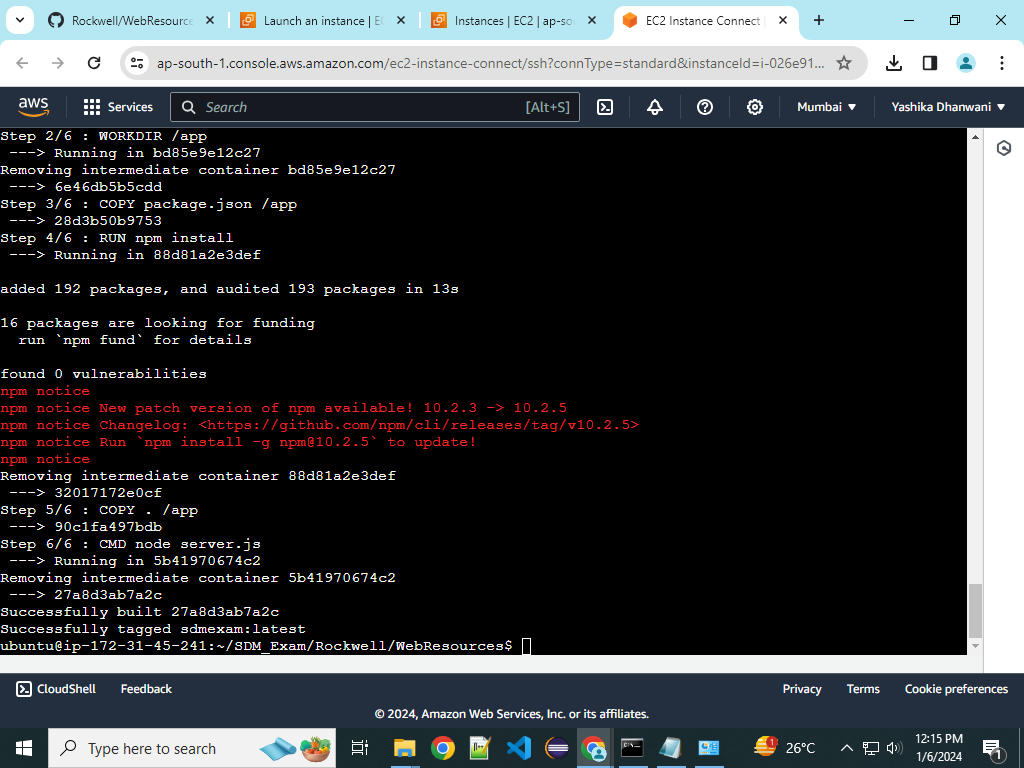 Rockwell/WebResource
Launch an instance | EC
Instances | EC2 | ap-so
EC2 Instance Connect |
ap-south-1.console.aws.amazon.com/ec2-instance-connect/ssh?connType=standard&instanceId=i-026e91...
aws Services Search [Alt+S] Mumbai ▼ Yashika Dhanwani ▼
Step 2/6 : WORKDIR /app
---> Running in bd85e9e12c27
Removing intermediate container bd85e9e12c27
---> 6e46db5b5cdd
Step 3/6 : COPY package.json /app
---> 28d3b50b9753
Step 4/6 : RUN npm install
---> Running in 88d81a2e3def
added 192 packages, and audited 193 packages in 13s
16 packages are looking for funding
run `npm fund` for details
found 0 vulnerabilities
npm notice
npm notice New patch version of npm available! 10.2.3 -> 10.2.5
npm notice Changelog: <https://github.com/npm/cli/releases/tag/v10.2.5>
npm notice Run `npm install -g npm@10.2.5` to update!
npm notice
Removing intermediate container 88d81a2e3def
---> 32017172e0cf
Step 5/6 : COPY . /app
---> 90c1fa497bdb
Step 6/6 : CMD node server.js
---> Running in 5b41970674c2
Removing intermediate container 5b41970674c2
---> 27a8d3ab7a2c
Successfully built 27a8d3ab7a2c
Successfully tagged sdmexam:latest
ubuntu@ip-172-31-45-241:~/SDM_Exam/Rockwell/WebResources$
CloudShell Feedback Privacy Terms Cookie preferences
© 2024, Amazon Web Services, Inc. or its affiliates.
Type here to search
1
26°C
12:15 PM
1/6/2024
1